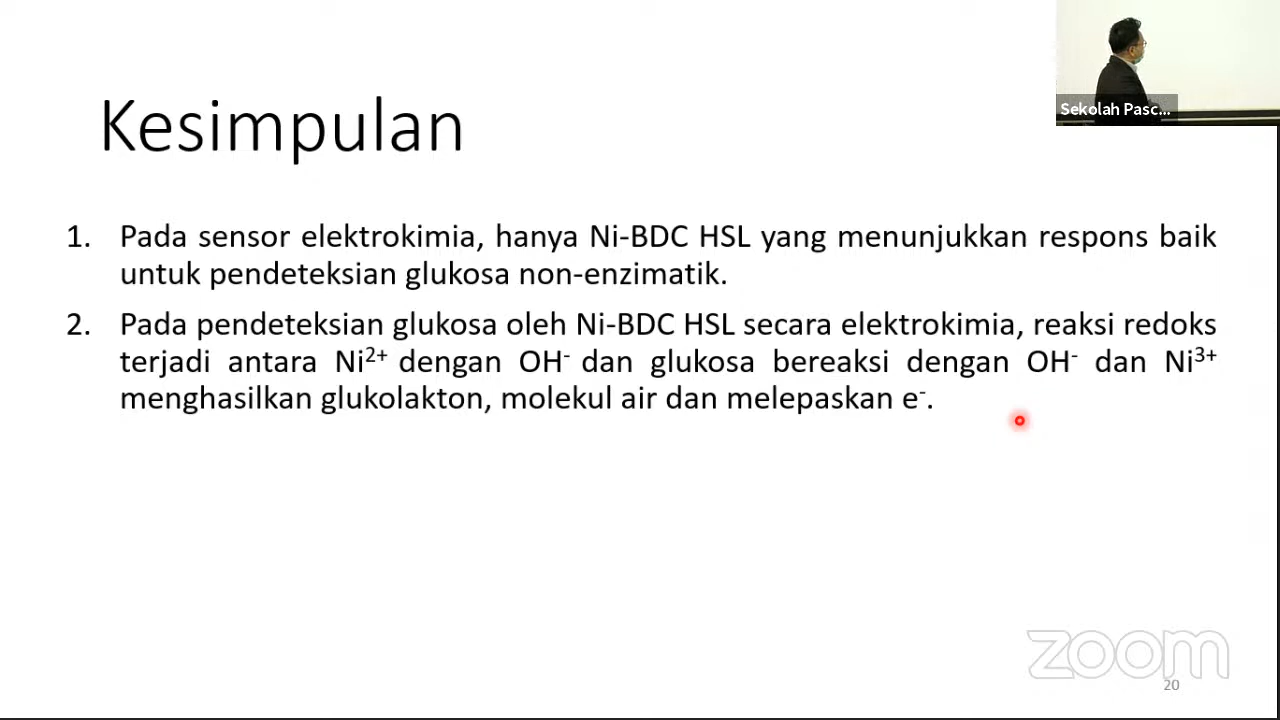 Sekolah Pasc...
Kesimpulan
1. Pada sensor elektrokimia, hanya Ni-BDC HSL yang menunjukkan respons baik
untuk pendeteksian glukosa non-enzimatik.
2. Pada pendeteksian glukosa oleh Ni-BDC HSL secara elektrokimia, reaksi redoks
terjadi antara Ni²⁺ dengan OH⁻ dan glukosa bereaksi dengan OH⁻ dan Ni³⁺
menghasilkan glukolakton, molekul air dan melepaskan e⁻.
zoom
20